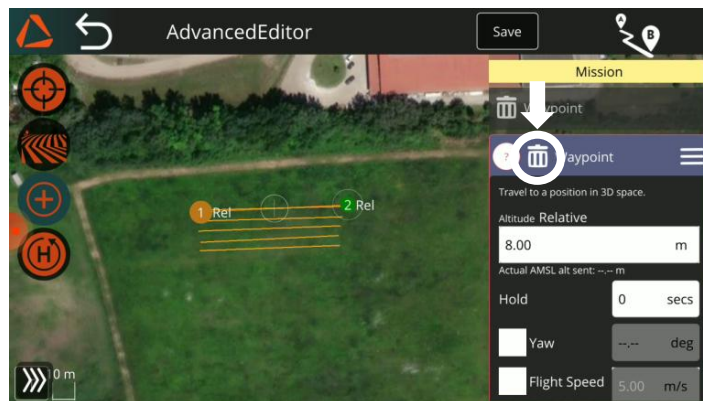 AdvancedEditor
Save
A
B
Mission
Waypoint
? Waypoint
Travel to a position in 3D space.
Altitude Relative
8.00 m
Actual AMSL alt sent: --.-- m
Hold 0 secs
Yaw --.-- deg
Flight Speed 5.00 m/s
1 Rel
2 Rel
H
0 m